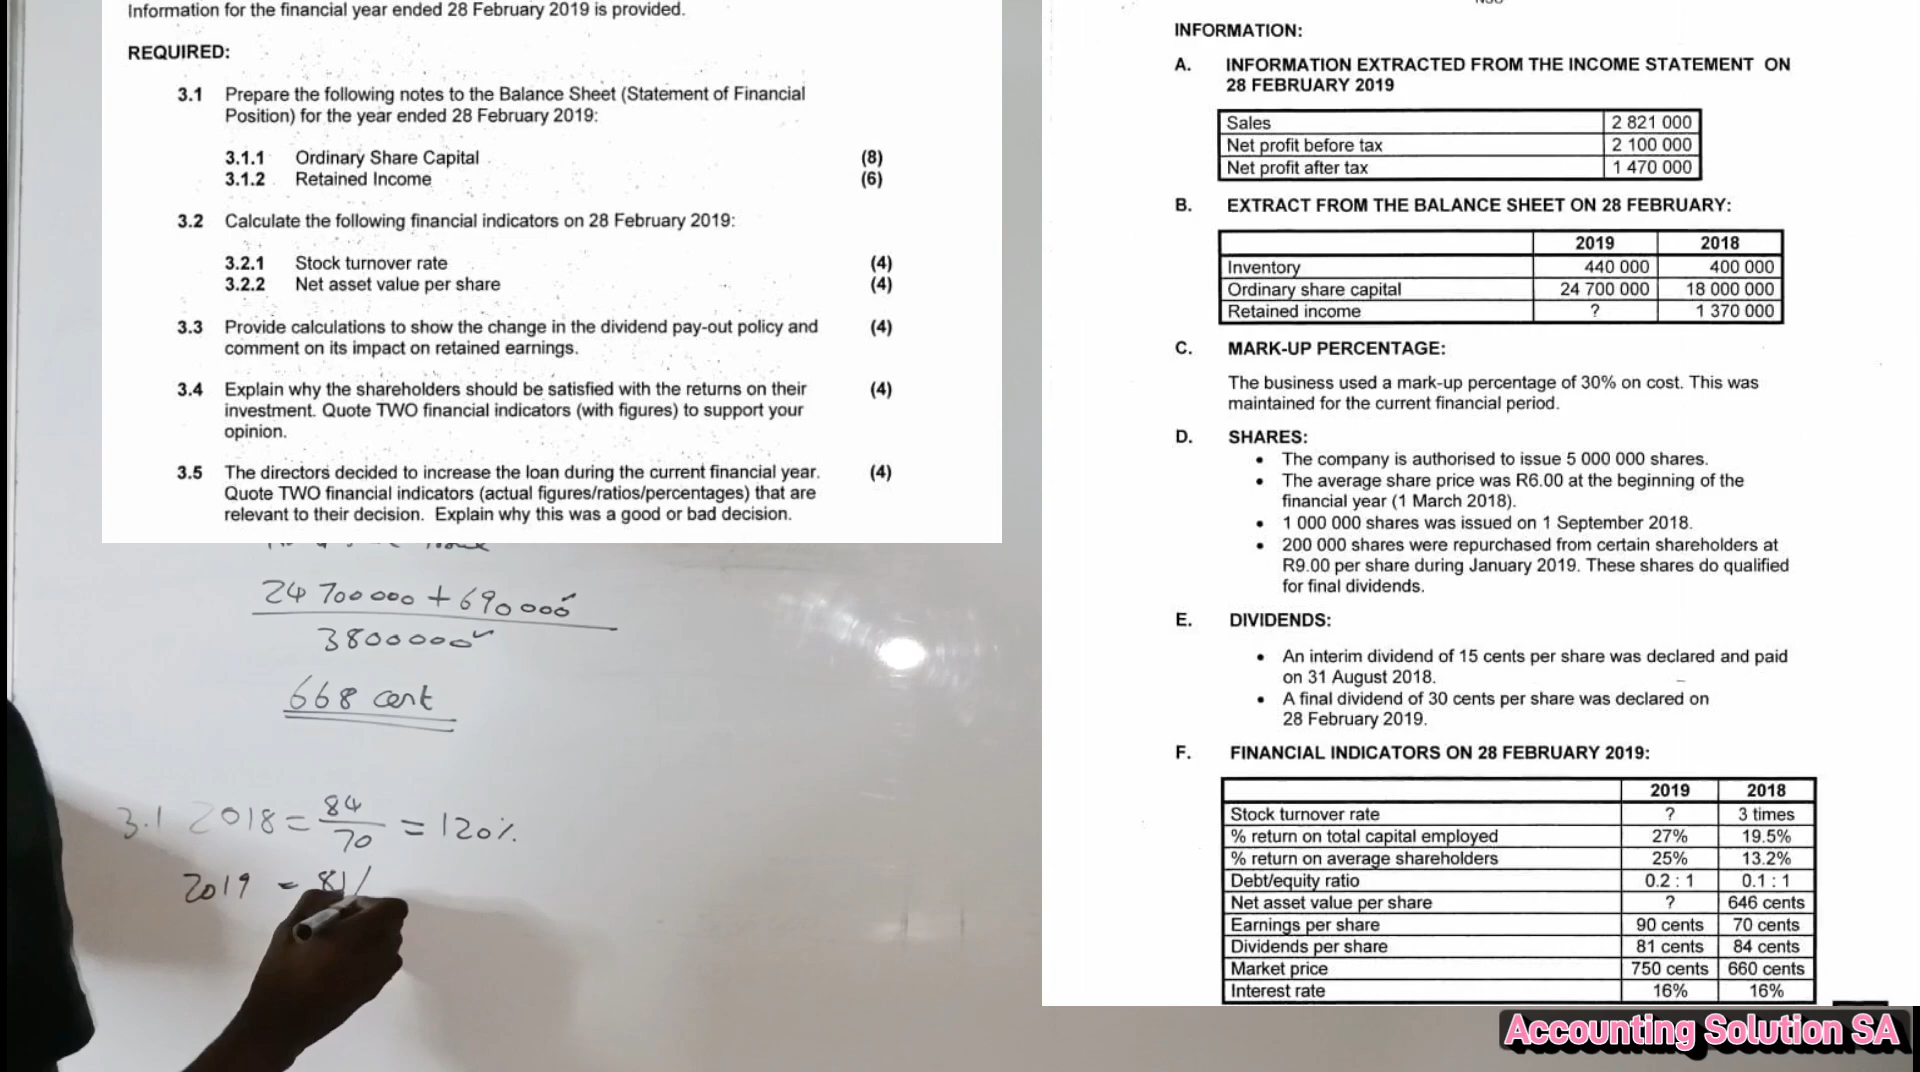 Information for the financial year ended 28 February 2019 is provided.
REQUIRED:
3.1 Prepare the following notes to the Balance Sheet (Statement of Financial
Position) for the year ended 28 February 2019:
3.1.1 Ordinary Share Capital (8)
3.1.2 Retained Income (6)
3.2 Calculate the following financial indicators on 28 February 2019:
3.2.1 Stock turnover rate (4)
3.2.2 Net asset value per share (4)
3.3 Provide calculations to show the change in the dividend pay-out policy and (4)
comment on its impact on retained earnings.
3.4 Explain why the shareholders should be satisfied with the returns on their (4)
investment. Quote TWO financial indicators (with figures) to support your
opinion.
3.5 The directors decided to increase the loan during the current financial year. (4)
Quote TWO financial indicators (actual figures/ratios/percentages) that are
relevant to their decision. Explain why this was a good or bad decision.
24 700 000 + 690 000
3800000
668 cent
3.1 2018 = 84
70 = 120%
2019 = 81/
INFORMATION:
A. INFORMATION EXTRACTED FROM THE INCOME STATEMENT ON
28 FEBRUARY 2019
Sales 2 821 000
Net profit before tax 2 100 000
Net profit after tax 1 470 000
B. EXTRACT FROM THE BALANCE SHEET ON 28 FEBRUARY:
2019 2018
Inventory 440 000 400 000
Ordinary share capital 24 700 000 18 000 000
Retained income ? 1 370 000
C. MARK-UP PERCENTAGE:
The business used a mark-up percentage of 30% on cost. This was
maintained for the current financial period.
D. SHARES:
• The company is authorised to issue 5 000 000 shares.
• The average share price was R6.00 at the beginning of the
financial year (1 March 2018).
• 1 000 000 shares was issued on 1 September 2018.
• 200 000 shares were repurchased from certain shareholders at
R9.00 per share during January 2019. These shares do qualified
for final dividends.
E. DIVIDENDS:
• An interim dividend of 15 cents per share was declared and paid
on 31 August 2018.
• A final dividend of 30 cents per share was declared on
28 February 2019.
F. FINANCIAL INDICATORS ON 28 FEBRUARY 2019:
2019 2018
Stock turnover rate ? 3 times
% return on total capital employed 27% 19.5%
% return on average shareholders 25% 13.2%
Debt/equity ratio 0.2 : 1 0.1 : 1
Net asset value per share ? 646 cents
Earnings per share 90 cents 70 cents
Dividends per share 81 cents 84 cents
Market price 750 cents 660 cents
Interest rate 16% 16%
Accounting Solution SA